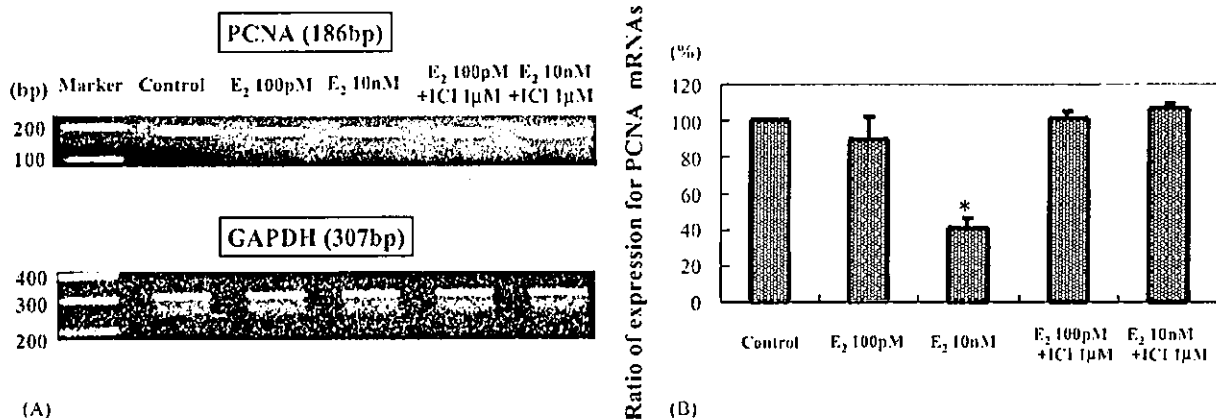 PCNA (186bp)
(bp) Marker Control E₂ 100pM E₂ 10nM E₂ 100pM +ICI 1μM E₂ 10nM +ICI 1μM
200
100
GAPDH (307bp)
400
300
200
(A)
Ratio of expression for PCNA mRNAs
(%)
120
100
80
60
40
20
0
*
Control E₂ 100pM E₂ 10nM E₂ 100pM +ICI 1μM E₂ 10nM +ICI 1μM
(B)